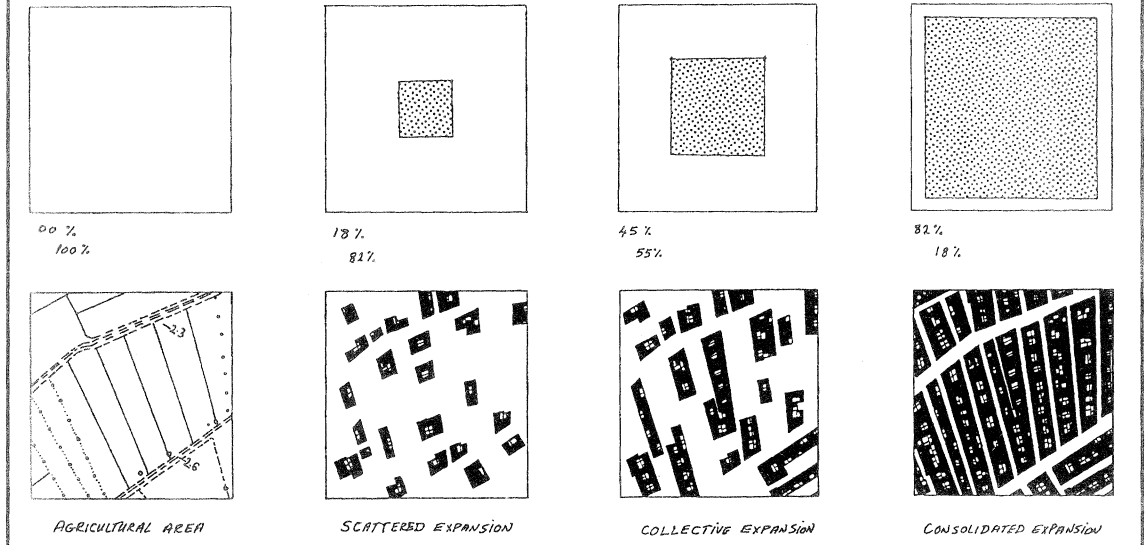 00 %
100 %
18 %
82 %
45 %
55 %
82 %
18 %
23
26
AGRICULTURAL AREA
SCATTERED EXPANSION
COLLECTIVE EXPANSION
CONSOLIDATED EXPANSION